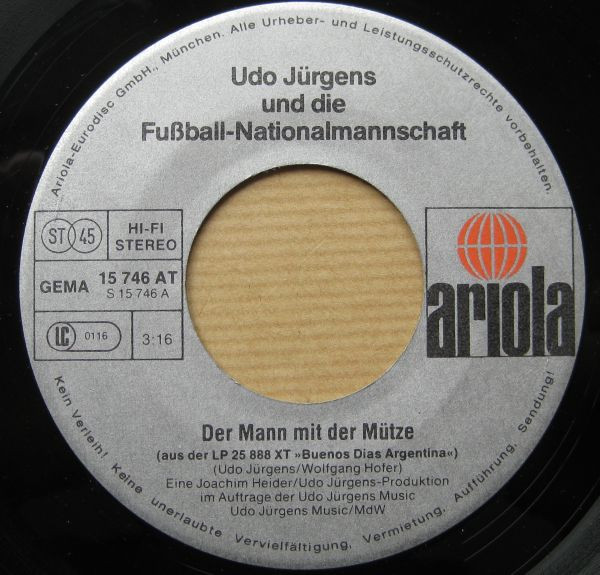 Ariola-Eurodisc GmbH., München. Alle Urheber- und Leistungsschutzrechte vorbehalten.
Udo Jürgens
und die
Fußball-Nationalmannschaft
ST 45
HI-FI
STEREO
GEMA
15 746 AT
S 15 746 A
LC 0116
3:16
ariola
Der Mann mit der Mütze
(aus der LP 25 888 XT »Buenos Dias Argentina«)
(Udo Jürgens/Wolfgang Hofer)
Eine Joachim Heider/Udo Jürgens-Produktion
im Auftrage der Udo Jürgens Music
Udo Jürgens Music/MdW
Kein Verleih! Keine unerlaubte Vervielfältigung, Vermietung, Aufführung, Sendung!